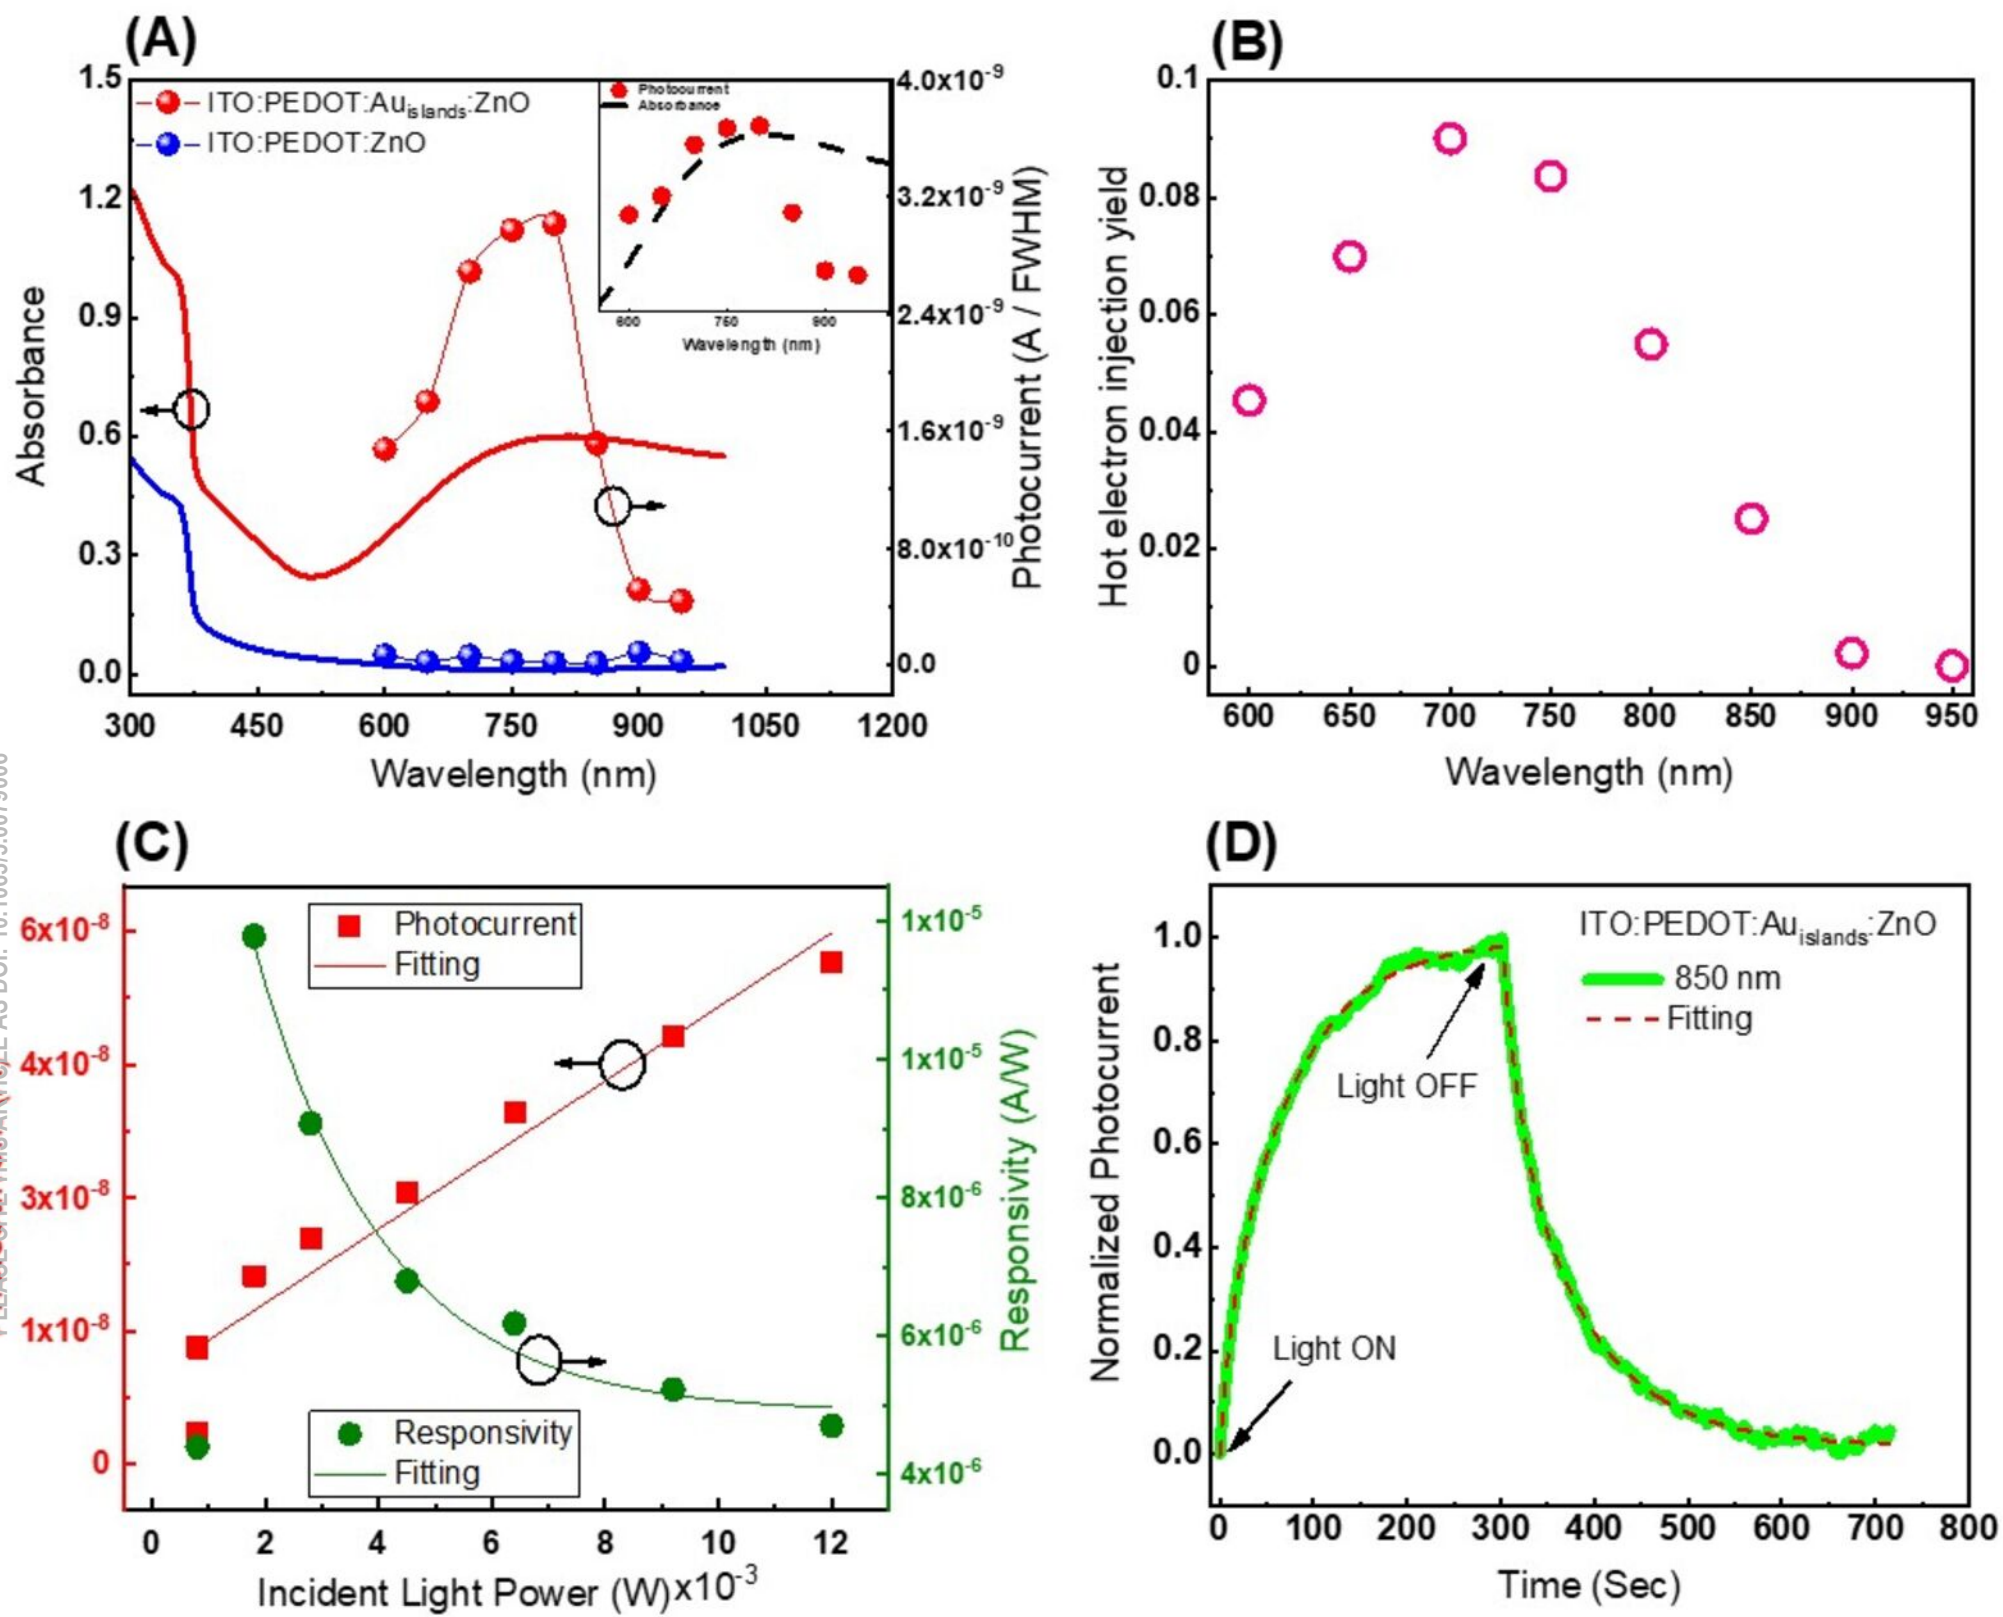 (A)
1.5
1.2
0.9
0.6
0.3
0.0
Absorbance
ITO:PEDOT:Au_islands:ZnO
ITO:PEDOT:ZnO
Photocurrent
Absorbance
600 750 900
Wavelength (nm)
4.0x10^-9
3.2x10^-9
2.4x10^-9
1.6x10^-9
8.0x10^-10
0.0
Photocurrent (A / FWHM)
300 450 600 750 900 1050 1200
Wavelength (nm)
(B)
0.1
0.08
0.06
0.04
0.02
0
Hot electron injection yield
600 650 700 750 800 850 900 950
Wavelength (nm)
(C)
6x10^-8
4x10^-8
3x10^-8
1x10^-8
0
Photocurrent
Fitting
Responsivity
Fitting
1x10^-5
1x10^-5
8x10^-6
6x10^-6
4x10^-6
Responsivity (A/W)
0 2 4 6 8 10 12
Incident Light Power (W)x10^-3
(D)
1.0
0.8
0.6
0.4
0.2
0.0
Normalized Photocurrent
ITO:PEDOT:Au_islands:ZnO
850 nm
Fitting
Light OFF
Light ON
0 100 200 300 400 500 600 700 800
Time (Sec)